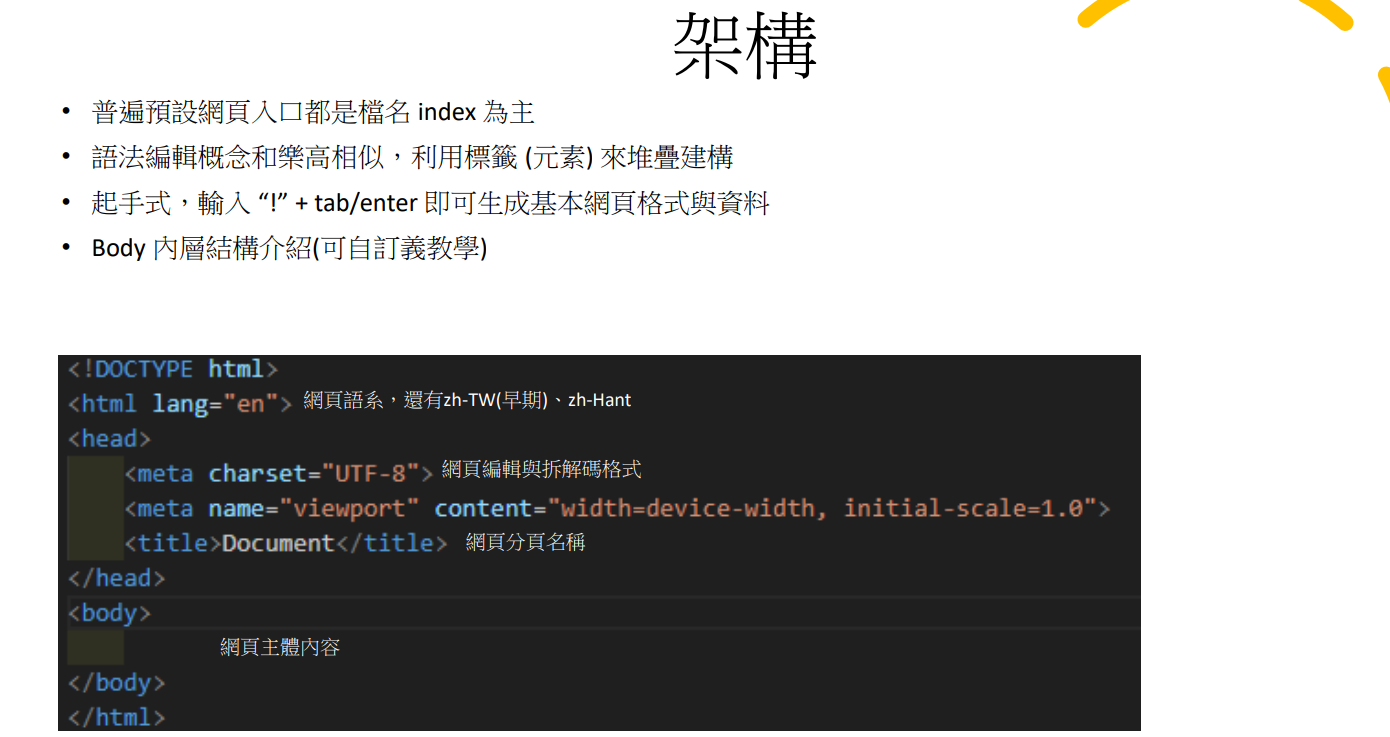 架構
• 普遍預設網頁入口都是檔名 index 為主
• 語法編輯概念和樂高相似，利用標籤 (元素) 來堆疊建構
• 起手式，輸入 “!” + tab/enter 即可生成基本網頁格式與資料
• Body 內層結構介紹(可自訂義教學)
<!DOCTYPE html>
<html lang="en"> 網頁語系，還有zh-TW(早期)、zh-Hant
<head>
<meta charset="UTF-8"> 網頁編輯與拆解碼格式
<meta name="viewport" content="width=device-width, initial-scale=1.0">
<title>Document</title> 網頁分頁名稱
</head>
<body>
網頁主體內容
</body>
</html>